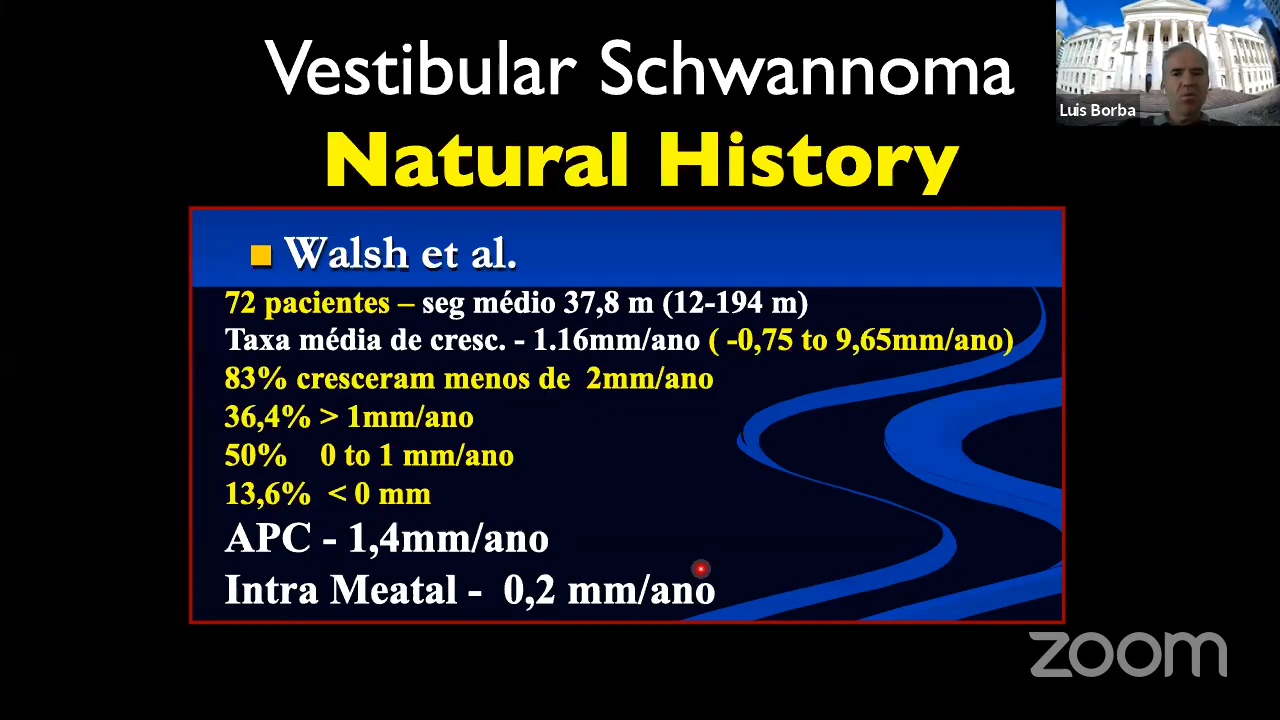 Vestibular Schwannoma
Natural History
Luis Borba
Walsh et al.
72 pacientes – seg médio 37,8 m (12-194 m)
Taxa média de cresc. - 1.16mm/ano ( -0,75 to 9,65mm/ano)
83% cresceram menos de 2mm/ano
36,4% > 1mm/ano
50% 0 to 1 mm/ano
13,6% < 0 mm
APC - 1,4mm/ano
Intra Meatal - 0,2 mm/ano
zoom